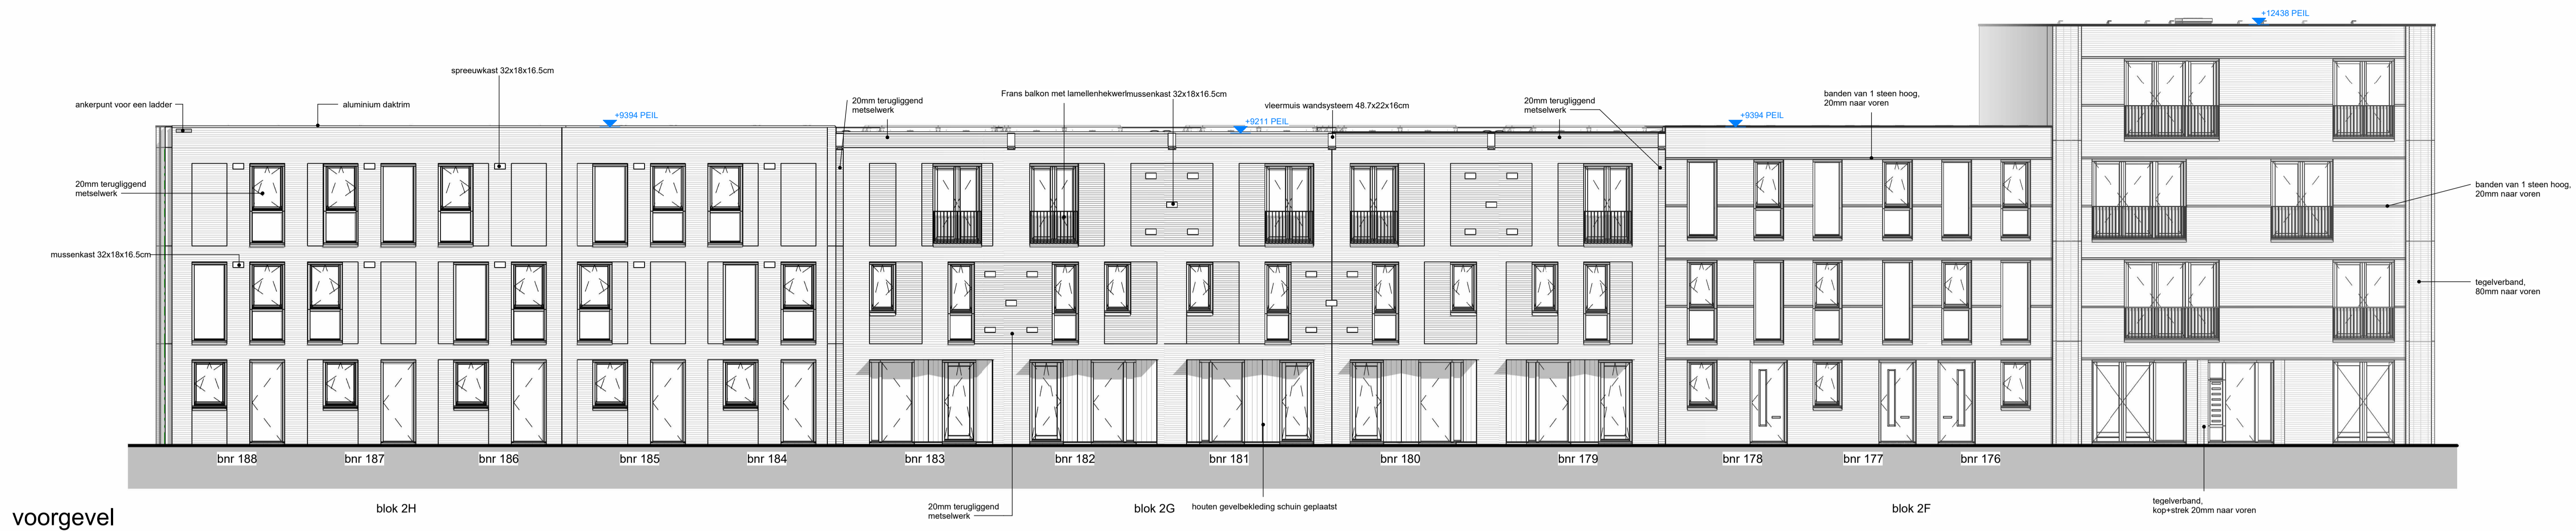 +12438 PEIL
spreeuwkast 32x18x16.5cm
ankerpunt voor een ladder
aluminium daktrim
+9394 PEIL
20mm terugliggend
metselwerk
Frans balkon met lamellenhekwerk
mussenkast 32x18x16.5cm
vleermuis wandsysteem 48.7x22x16cm
+9211 PEIL
20mm terugliggend
metselwerk
+9394 PEIL
banden van 1 steen hoog,
20mm naar voren
20mm terugliggend
metselwerk
banden van 1 steen hoog,
20mm naar voren
mussenkast 32x18x16.5cm
tegelverband,
80mm naar voren
bnr 188
bnr 187
bnr 186
bnr 185
bnr 184
bnr 183
bnr 182
bnr 181
bnr 180
bnr 179
bnr 178
bnr 177
bnr 176
voorgevel
blok 2H
20mm terugliggend
metselwerk
blok 2G
houten gevelbekleding schuin geplaatst
blok 2F
tegelverband,
kop+strek 20mm naar voren